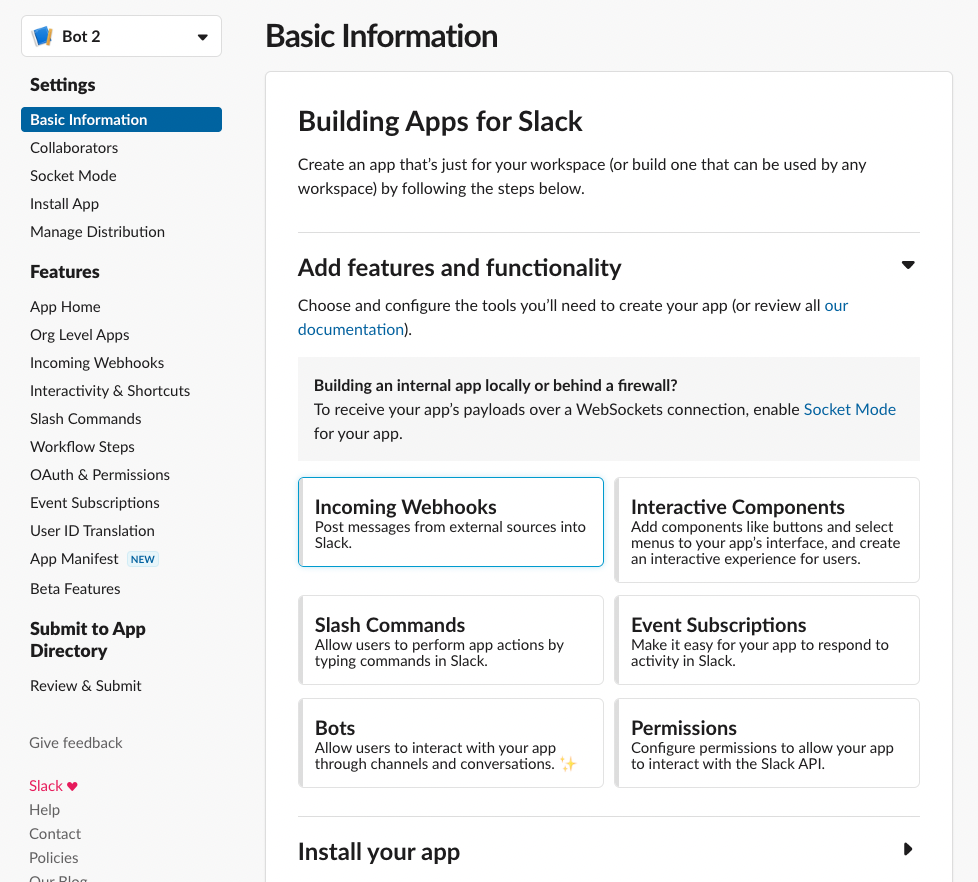 Bot 2
Settings
Basic Information
Collaborators
Socket Mode
Install App
Manage Distribution
Features
App Home
Org Level Apps
Incoming Webhooks
Interactivity & Shortcuts
Slash Commands
Workflow Steps
OAuth & Permissions
Event Subscriptions
User ID Translation
App Manifest NEW
Beta Features
Submit to App
Directory
Review & Submit
Give feedback
Slack ♥
Help
Contact
Policies
Our Blog
Basic Information
Building Apps for Slack
Create an app that’s just for your workspace (or build one that can be used by any
workspace) by following the steps below.
Add features and functionality
Choose and configure the tools you’ll need to create your app (or review all our
documentation).
Building an internal app locally or behind a firewall?
To receive your app’s payloads over a WebSockets connection, enable Socket Mode
for your app.
Incoming Webhooks
Post messages from external sources into
Slack.
Interactive Components
Add components like buttons and select
menus to your app’s interface, and create
an interactive experience for users.
Slash Commands
Allow users to perform app actions by
typing commands in Slack.
Event Subscriptions
Make it easy for your app to respond to
activity in Slack.
Bots
Allow users to interact with your app
through channels and conversations. ✨
Permissions
Configure permissions to allow your app
to interact with the Slack API.
Install your app